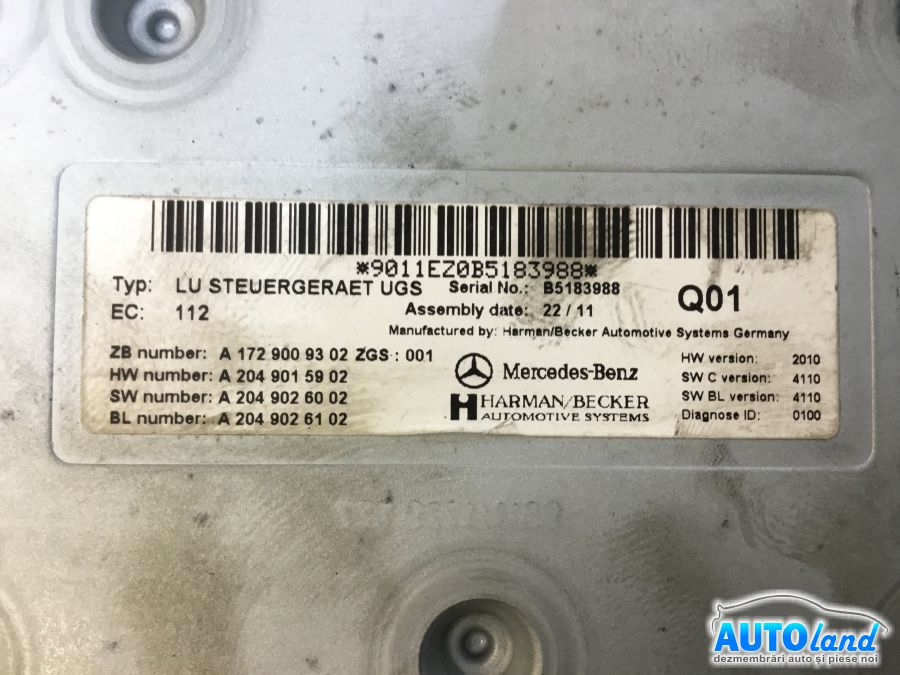 *9011EZ0B5183988*
Typ: LU STEUERGERAET UGS Serial No.: B5183988
EC: 112 Assembly date: 22/11 Q01
Manufactured by: Harman/Becker Automotive Systems Germany
ZB number: A 172 900 93 02 ZGS: 001
HW number: A 204 901 59 02
SW number: A 204 902 60 02
BL number: A 204 902 61 02
Mercedes-Benz
HARMAN/BECKER
AUTOMOTIVE SYSTEMS
HW version: 2010
SW C version: 4110
SW BL version: 4110
Diagnose ID: 0100
AUTOland
dezmembrări auto și piese noi